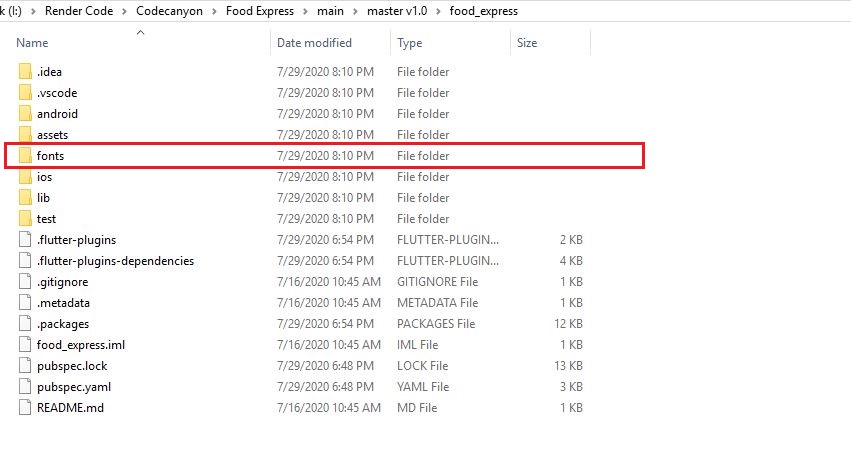 k (I:) > Render Code > Codecanyon > Food Express > main > master v1.0 > food_express
Name Date modified Type Size
.idea 7/29/2020 8:10 PM File folder
.vscode 7/29/2020 8:10 PM File folder
android 7/29/2020 8:10 PM File folder
assets 7/29/2020 8:10 PM File folder
fonts 7/29/2020 8:10 PM File folder
ios 7/29/2020 8:10 PM File folder
lib 7/29/2020 8:10 PM File folder
test 7/29/2020 8:10 PM File folder
.flutter-plugins 7/29/2020 6:54 PM FLUTTER-PLUGIN... 2 KB
.flutter-plugins-dependencies 7/29/2020 6:54 PM FLUTTER-PLUGIN... 4 KB
.gitignore 7/16/2020 10:45 AM GITIGNORE File 1 KB
.metadata 7/16/2020 10:45 AM METADATA File 1 KB
.packages 7/29/2020 6:54 PM PACKAGES File 12 KB
food_express.iml 7/16/2020 10:45 AM IML File 1 KB
pubspec.lock 7/29/2020 6:48 PM LOCK File 13 KB
pubspec.yaml 7/29/2020 6:48 PM YAML File 3 KB
README.md 7/16/2020 10:45 AM MD File 1 KB